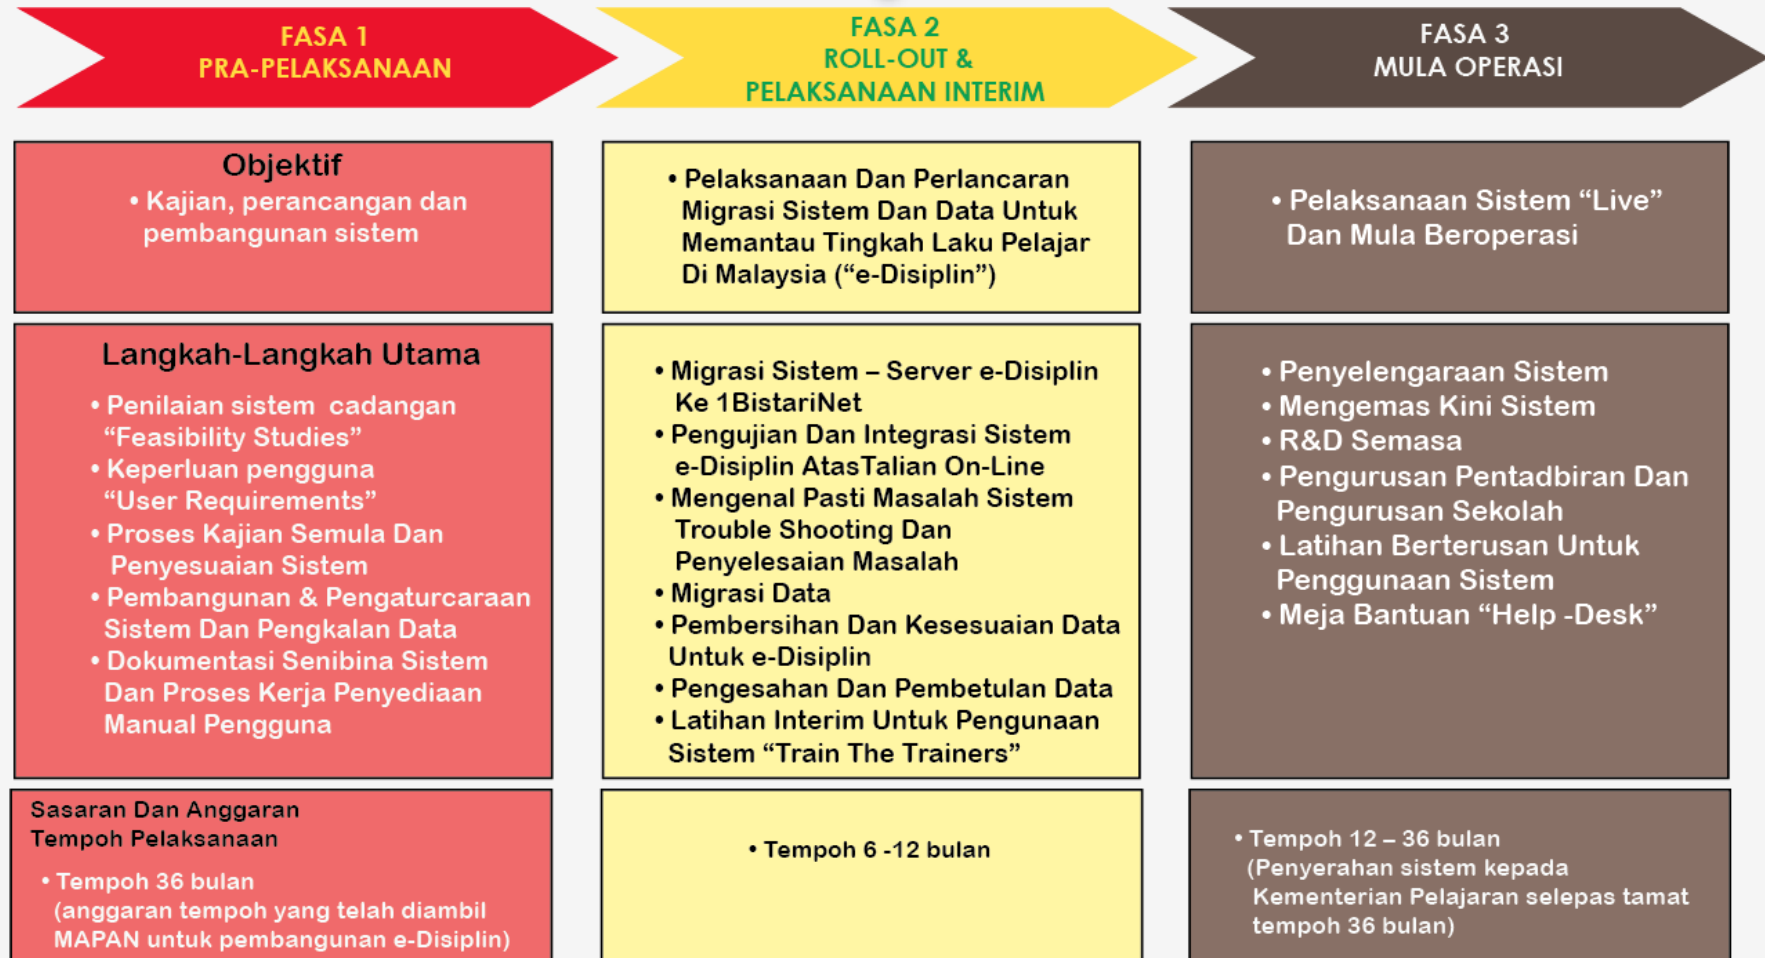 FASA 1
PRA-PELAKSANAAN
FASA 2
ROLL-OUT &
PELAKSANAAN INTERIM
FASA 3
MULA OPERASI
Objektif
• Kajian, perancangan dan
pembangunan sistem
• Pelaksanaan Dan Perlancaran
Migrasi Sistem Dan Data Untuk
Memantau Tingkah Laku Pelajar
Di Malaysia (“e-Disiplin”)
• Pelaksanaan Sistem “Live”
Dan Mula Beroperasi
Langkah-Langkah Utama
• Penilaian sistem cadangan
“Feasibility Studies”
• Keperluan pengguna
“User Requirements”
• Proses Kajian Semula Dan
Penyesuaian Sistem
• Pembangunan & Pengaturcaraan
Sistem Dan Pengkalan Data
• Dokumentasi Senibina Sistem
Dan Proses Kerja Penyediaan
Manual Pengguna
• Migrasi Sistem – Server e-Disiplin
Ke 1BistariNet
• Pengujian Dan Integrasi Sistem
e-Disiplin AtasTalian On-Line
• Mengenal Pasti Masalah Sistem
Trouble Shooting Dan
Penyelesaian Masalah
• Migrasi Data
• Pembersihan Dan Kesesuaian Data
Untuk e-Disiplin
• Pengesahan Dan Pembetulan Data
• Latihan Interim Untuk Pengunaan
Sistem “Train The Trainers”
• Penyelengaraan Sistem
• Mengemas Kini Sistem
• R&D Semasa
• Pengurusan Pentadbiran Dan
Pengurusan Sekolah
• Latihan Berterusan Untuk
Penggunaan Sistem
• Meja Bantuan “Help -Desk”
Sasaran Dan Anggaran
Tempoh Pelaksanaan
• Tempoh 36 bulan
(anggaran tempoh yang telah diambil
MAPAN untuk pembangunan e-Disiplin)
• Tempoh 6 -12 bulan
• Tempoh 12 – 36 bulan
(Penyerahan sistem kepada
Kementerian Pelajaran selepas tamat
tempoh 36 bulan)